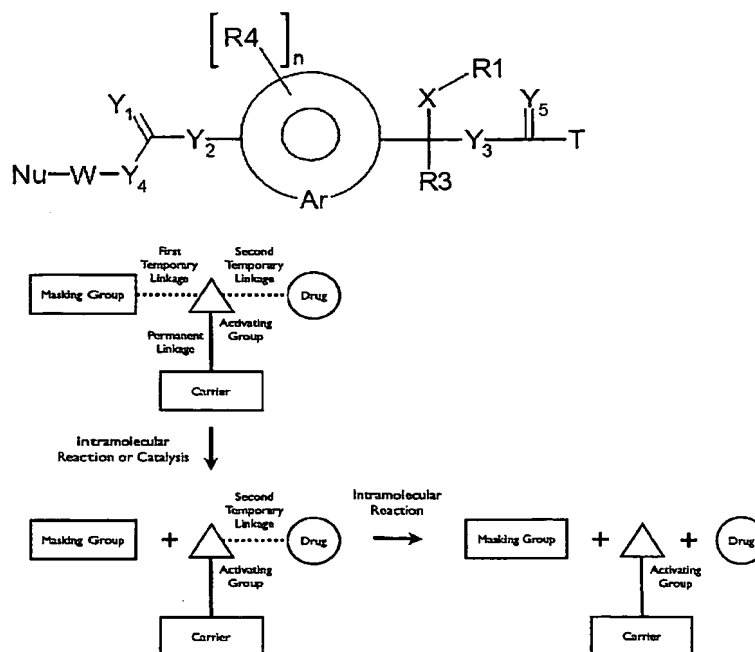 [R4]n
R1
Y1 X Y5
Y2 Y3 T
Nu-W-Y4 R3
Ar
First
Temporary
Linkage
Second
Temporary
Linkage
Masking Group
Drug
Permanent
Linkage
Activating
Group
Carrier
Intramolecular
Reaction or Catalysis
Masking Group
+
Second
Temporary
Linkage
Drug
Activating
Group
Carrier
Intramolecular
Reaction
Masking Group
+
+
Drug
Activating
Group
Carrier